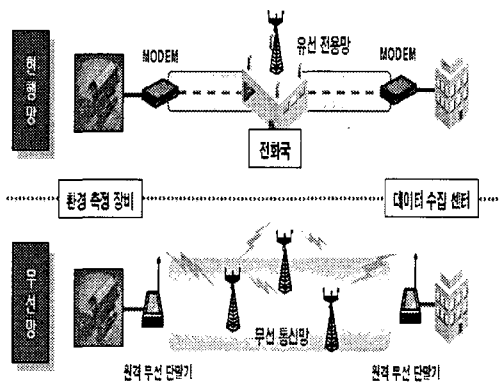 현행망
MODEM
유선 전용망
MODEM
전화국
환경 측정 장비
데이터 수집 센터
무선망
무선 통신망
원격 무선 단말기
원격 무선 단말기